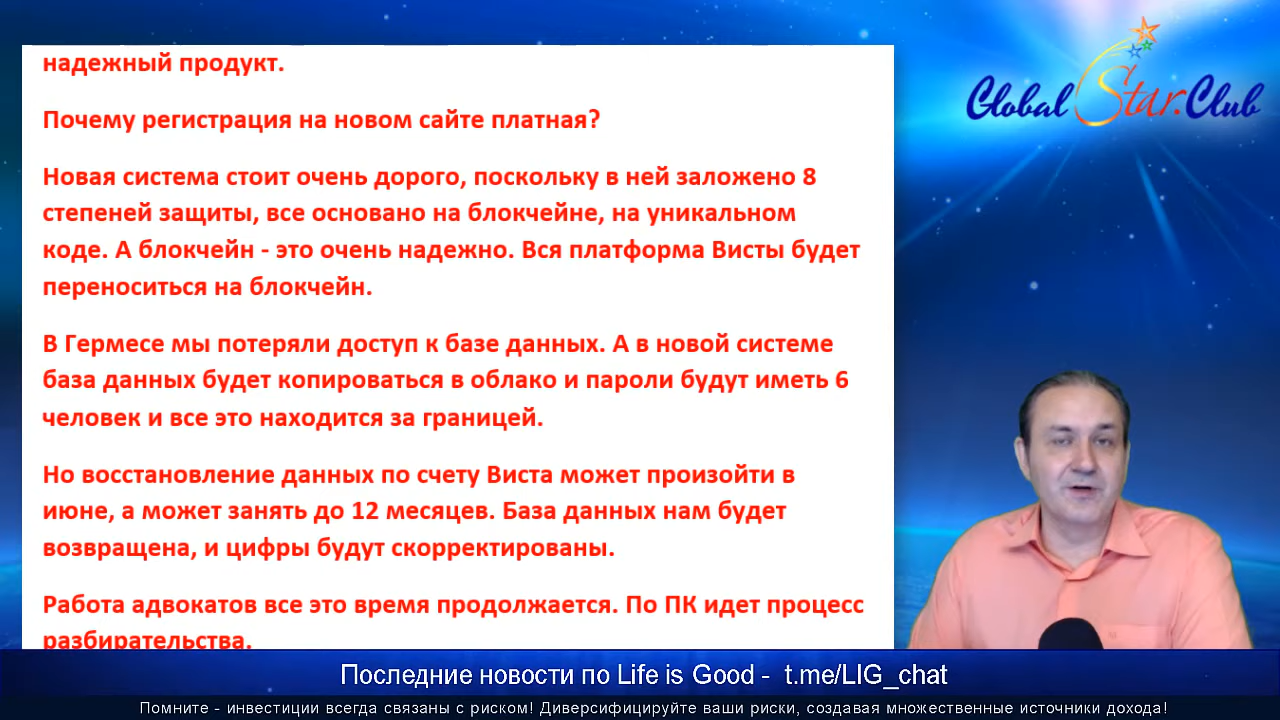 надежный продукт.
Почему регистрация на новом сайте платная?
Новая система стоит очень дорого, поскольку в ней заложено 8
степеней защиты, все основано на блокчейне, на уникальном
коде. А блокчейн - это очень надежно. Вся платформа Висты будет
переноситься на блокчейн.
В Гермесе мы потеряли доступ к базе данных. А в новой системе
база данных будет копироваться в облако и пароли будут иметь 6
человек и все это находится за границей.
Но восстановление данных по счету Виста может произойти в
июне, а может занять до 12 месяцев. База данных нам будет
возвращена, и цифры будут скорректированы.
Работа адвокатов все это время продолжается. По ПК идет процесс
разбирательства.
Global Star.Club
Последние новости по Life is Good - t.me/LIG_chat
Помните - инвестиции всегда связаны с риском! Диверсифицируйте ваши риски, создавая множественные источники дохода!